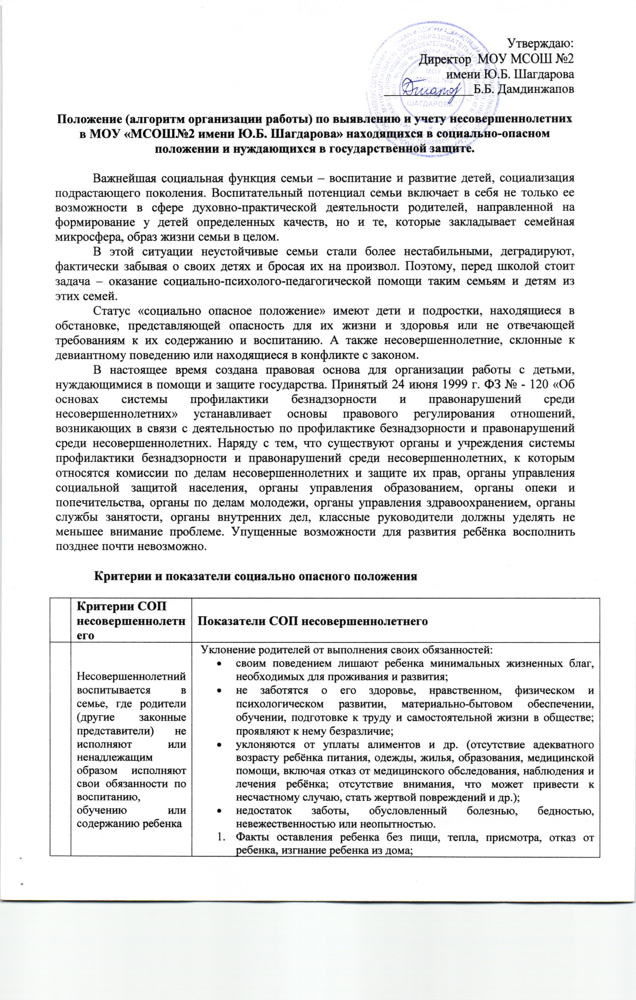 Утверждаю:
Директор МОУ МСОШ №2
имени Ю.Б. Шагдарова
Б.Б. Дамдинжапов
МОУ
"МСОШ №2
ШАГДАРОВА"
Положение (алгоритм организации работы) по выявлению и учету несовершеннолетних
в МОУ «МСОШ№2 имени Ю.Б. Шагдарова» находящихся в социально-опасном
положении и нуждающихся в государственной защите.
Важнейшая социальная функция семьи – воспитание и развитие детей, социализация
подрастающего поколения. Воспитательный потенциал семьи включает в себя не только ее
возможности в сфере духовно-практической деятельности родителей, направленной на
формирование у детей определенных качеств, но и те, которые закладывает семейная
микросфера, образ жизни семьи в целом.
В этой ситуации неустойчивые семьи стали более нестабильными, деградируют,
фактически забывая о своих детях и бросая их на произвол. Поэтому, перед школой стоит
задача – оказание социально-психолого-педагогической помощи таким семьям и детям из
этих семей.
Статус «социально опасное положение» имеют дети и подростки, находящиеся в
обстановке, представляющей опасность для их жизни и здоровья или не отвечающей
требованиям к их содержанию и воспитанию. А также несовершеннолетние, склонные к
девиантному поведению или находящиеся в конфликте с законом.
В настоящее время создана правовая основа для организации работы с детьми,
нуждающимися в помощи и защите государства. Принятый 24 июня 1999 г. ФЗ № - 120 «Об
основах системы профилактики безнадзорности и правонарушений среди
несовершеннолетних» устанавливает основы правового регулирования отношений,
возникающих в связи с деятельностью по профилактике безнадзорности и правонарушений
среди несовершеннолетних. Наряду с тем, что существуют органы и учреждения системы
профилактики безнадзорности и правонарушений среди несовершеннолетних, к которым
относятся комиссии по делам несовершеннолетних и защите их прав, органы управления
социальной защитой населения, органы управления образованием, органы опеки и
попечительства, органы по делам молодежи, органы управления здравоохранением, органы
службы занятости, органы внутренних дел, классные руководители должны уделять не
меньшее внимание проблеме. Упущенные возможности для развития ребёнка восполнить
позднее почти невозможно.
Критерии и показатели социально опасного положения
Критерии СОП
несовершеннолетн
его
Показатели СОП несовершеннолетнего
Несовершеннолетний
воспитывается в
семье, где родители
(другие законные
представители) не
исполняют или
ненадлежащим
образом исполняют
свои обязанности по
воспитанию,
обучению или
содержанию ребенка
Уклонение родителей от выполнения своих обязанностей:
• своим поведением лишают ребенка минимальных жизненных благ,
необходимых для проживания и развития;
• не заботятся о его здоровье, нравственном, физическом и
психологическом развитии, материально-бытовом обеспечении,
обучении, подготовке к труду и самостоятельной жизни в обществе;
проявляют к нему безразличие;
• уклоняются от уплаты алиментов и др. (отсутствие адекватного
возрасту ребёнка питания, одежды, жилья, образования, медицинской
помощи, включая отказ от медицинского обследования, наблюдения и
лечения ребёнка; отсутствие внимания, что может привести к
несчастному случаю, стать жертвой повреждений и др.);
• недостаток заботы, обусловленный болезнью, бедностью,
невежественностью или неопытностью.
1. Факты оставления ребенка без пищи, тепла, присмотра, отказ от
ребенка, изгнание ребенка из дома;